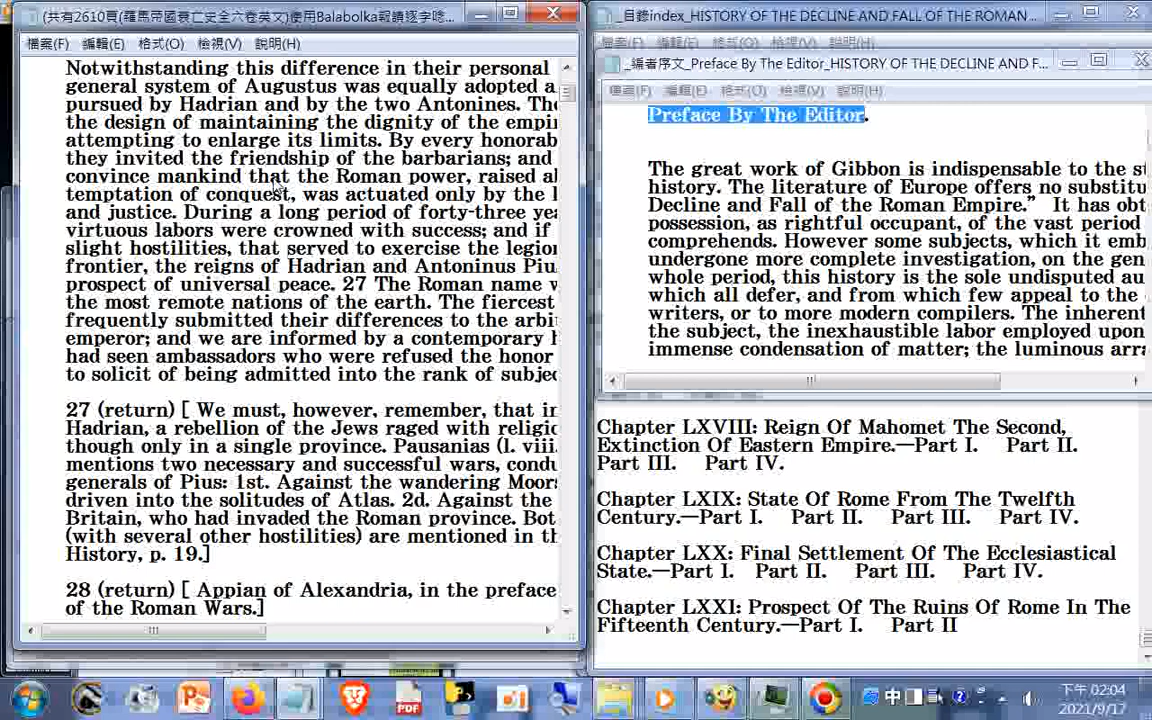 (共有2610頁(羅馬帝國衰亡史全六卷英文)使用Balabolka報讀逐字唸...
檔案(F) 編輯(E) 格式(O) 檢視(V) 說明(H)
Notwithstanding this difference in their personal
general system of Augustus was equally adopted a
pursued by Hadrian and by the two Antonines. The
the design of maintaining the dignity of the empi
attempting to enlarge its limits. By every honorab
they invited the friendship of the barbarians; and
convince mankind that the Roman power, raised al
temptation of conquest, was actuated only by the l
and justice. During a long period of forty-three yea
virtuous labors were crowned with success; and if
slight hostilities, that served to exercise the legion
frontier, the reigns of Hadrian and Antoninus Piu
prospect of universal peace. 27 The Roman name w
the most remote nations of the earth. The fiercest
frequently submitted their differences to the arbi
emperor; and we are informed by a contemporary h
had seen ambassadors who were refused the honor
to solicit of being admitted into the rank of subjec
27 (return) [ We must, however, remember, that in
Hadrian, a rebellion of the Jews raged with religio
though only in a single province. Pausanias (l. viii.
mentions two necessary and successful wars, condu
generals of Pius: 1st. Against the wandering Moors
driven into the solitudes of Atlas. 2d. Against the
Britain, who had invaded the Roman province. Bot
(with several other hostilities) are mentioned in th
History, p. 19.]
28 (return) [ Appian of Alexandria, in the preface
of the Roman Wars.]
_目錄index_HISTORY OF THE DECLINE AND FALL OF THE ROMAN ...
檔案(F) 編輯(E) 格式(O) 檢視(V) 說明(H)
_編者序文_Preface By The Editor_HISTORY OF THE DECLINE AND F...
檔案(F) 編輯(E) 格式(O) 檢視(V) 說明(H)
Preface By The Editor.
The great work of Gibbon is indispensable to the st
history. The literature of Europe offers no substitu
Decline and Fall of the Roman Empire.” It has obt
possession, as rightful occupant, of the vast period
comprehends. However some subjects, which it emb
undergone more complete investigation, on the gen
whole period, this history is the sole undisputed au
which all defer, and from which few appeal to the
writers, or to more modern compilers. The inherent
the subject, the inexhaustible labor employed upon
immense condensation of matter; the luminous arra
Chapter LXVIII: Reign Of Mahomet The Second,
Extinction Of Eastern Empire.—Part I. Part II.
Part III. Part IV.
Chapter LXIX: State Of Rome From The Twelfth
Century.—Part I. Part II. Part III. Part IV.
Chapter LXX: Final Settlement Of The Ecclesiastical
State.—Part I. Part II. Part III. Part IV.
Chapter LXXI: Prospect Of The Ruins Of Rome In The
Fifteenth Century.—Part I. Part II
PDF
中
下午 02:04
2021/9/17